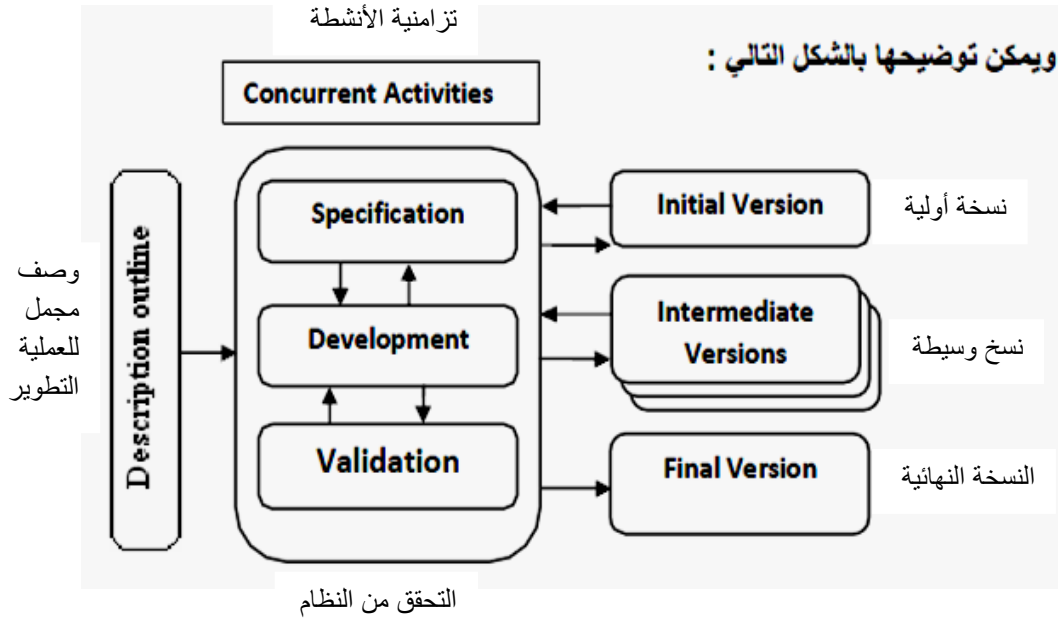 تزامنية الأنشطة
ويمكن توضيحها بالشكل التالي :
Concurrent Activities
Description outline
وصف
مجمل
للعملية
التطوير
Specification
Development
Validation
Initial Version
نسخة أولية
Intermediate
Versions
نسخ وسيطة
Final Version
النسخة النهائية
التحقق من النظام